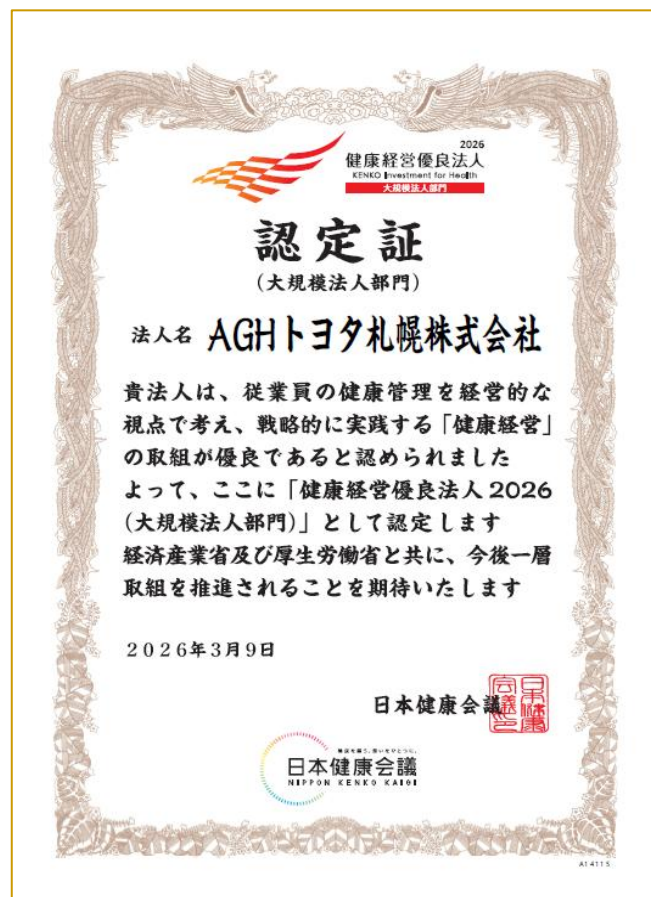 2026
健康経営優良法人
KENKO Investment for Health
大規模法人部門
認定証
(大規模法人部門)
法人名 AGHトヨタ札幌株式会社
貴法人は、従業員の健康管理を経営的な
視点で考え、戦略的に実践する「健康経営」
の取組が優良であると認められました
よって、ここに「健康経営優良法人2026
(大規模法人部門)」として認定します
経済産業省及び厚生労働省と共に、今後一層
取組を推進されることを期待いたします
2026年3月9日
日本健康会議
日本健康
会議之印
日本健康会議
NIPPON KENKO KAIGI
A14115